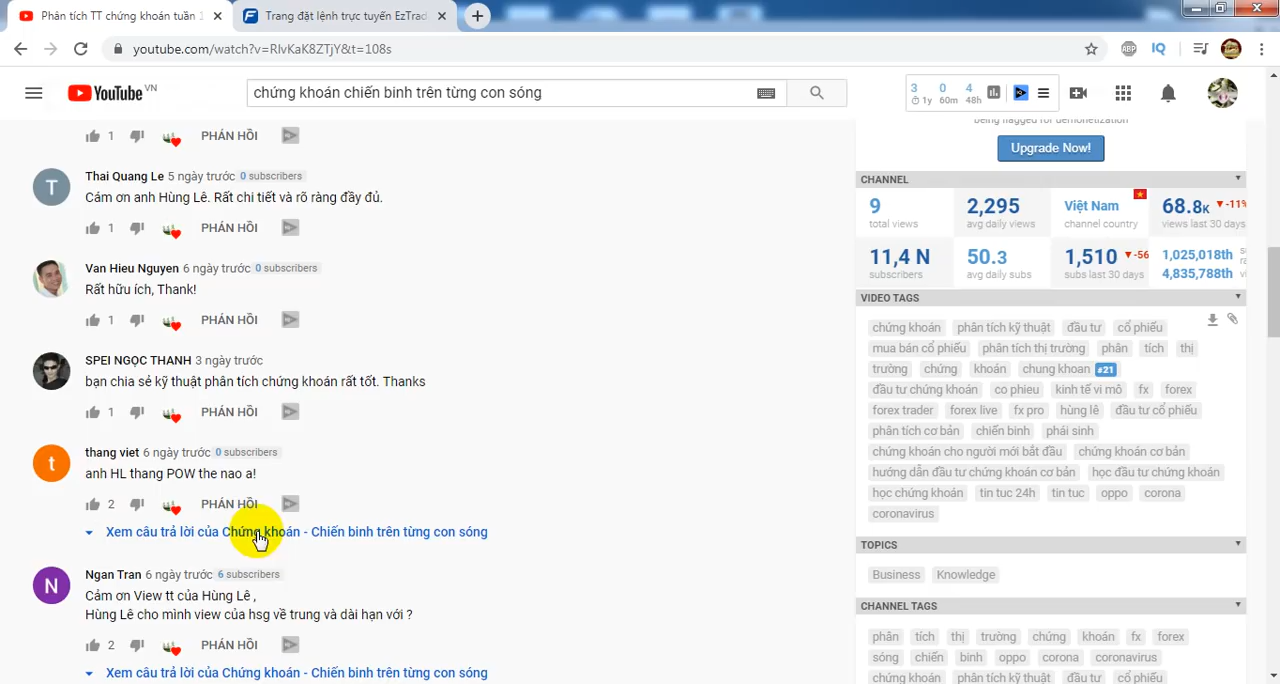 Phân tích TT chứng khoán tuần 1
Trang đặt lệnh trực tuyến EzTrad
youtube.com/watch?v=RlvKaK8ZTjY&t=108s
ABP
IQ
YouTube VN
chứng khoán chiến binh trên từng con sóng
3 0 4
1y 60m 48h
1 PHẢN HỒI
Thai Quang Le 5 ngày trước 0 subscribers
Cám ơn anh Hùng Lê. Rất chi tiết và rõ ràng đầy đủ.
1 PHẢN HỒI
Van Hieu Nguyen 6 ngày trước 0 subscribers
Rất hữu ích, Thank!
1 PHẢN HỒI
SPEI NGỌC THANH 3 ngày trước
bạn chia sẻ kỹ thuật phân tích chứng khoán rất tốt. Thanks
1 PHẢN HỒI
t
thang viet 6 ngày trước 0 subscribers
anh HL thang POW the nao a!
2 PHẢN HỒI
Xem câu trả lời của Chứng khoán - Chiến binh trên từng con sóng
N
Ngan Tran 6 ngày trước 6 subscribers
Cảm ơn View tt của Hùng Lê ,
Hùng Lê cho mình view của hsg về trung và dài hạn với ?
2 PHẢN HỒI
Xem câu trả lời của Chứng khoán - Chiến binh trên từng con sóng
being flagged for demonetization
Upgrade Now!
CHANNEL
9 2,295 Việt Nam 68.8K -11%
total views avg daily views channel country views last 30 days
11,4 N 50.3 1,510 -56 1,025,018th
subscribers avg daily subs subs last 30 days 4,835,788th
VIDEO TAGS
chứng khoán phân tích kỹ thuật đầu tư cổ phiếu
mua bán cổ phiếu phân tích thị trường phân tích thị
trường chứng khoán chung khoan #21
đầu tư chứng khoán co phieu kinh tế vi mô fx forex
forex trader forex live fx pro hùng lê đầu tư cổ phiếu
phân tích cơ bản chiến binh phái sinh
chứng khoán cho người mới bắt đầu chứng khoán cơ bản
hướng dẫn đầu tư chứng khoán cơ bản học đầu tư chứng khoán
học chứng khoán tin tuc 24h tin tuc oppo corona
coronavirus
TOPICS
Business Knowledge
CHANNEL TAGS
phân tích thị trường chứng khoán fx forex
sóng chiến binh oppo corona coronavirus
chứng khoán phân tích kỹ thuật đầu tư cổ phiếu